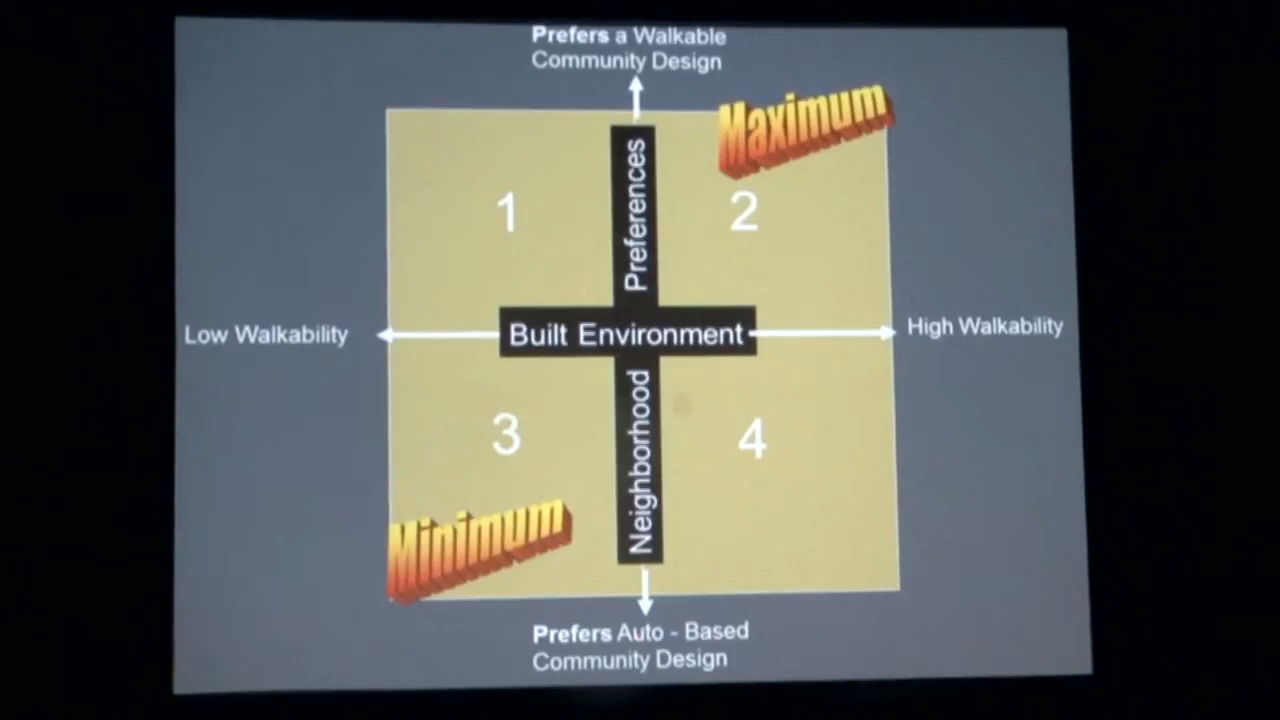 Prefers a Walkable
Community Design
Maximum
Preferences
1
2
Low Walkability
Built Environment
High Walkability
3
4
Neighborhood
Minimum
Prefers Auto - Based
Community Design